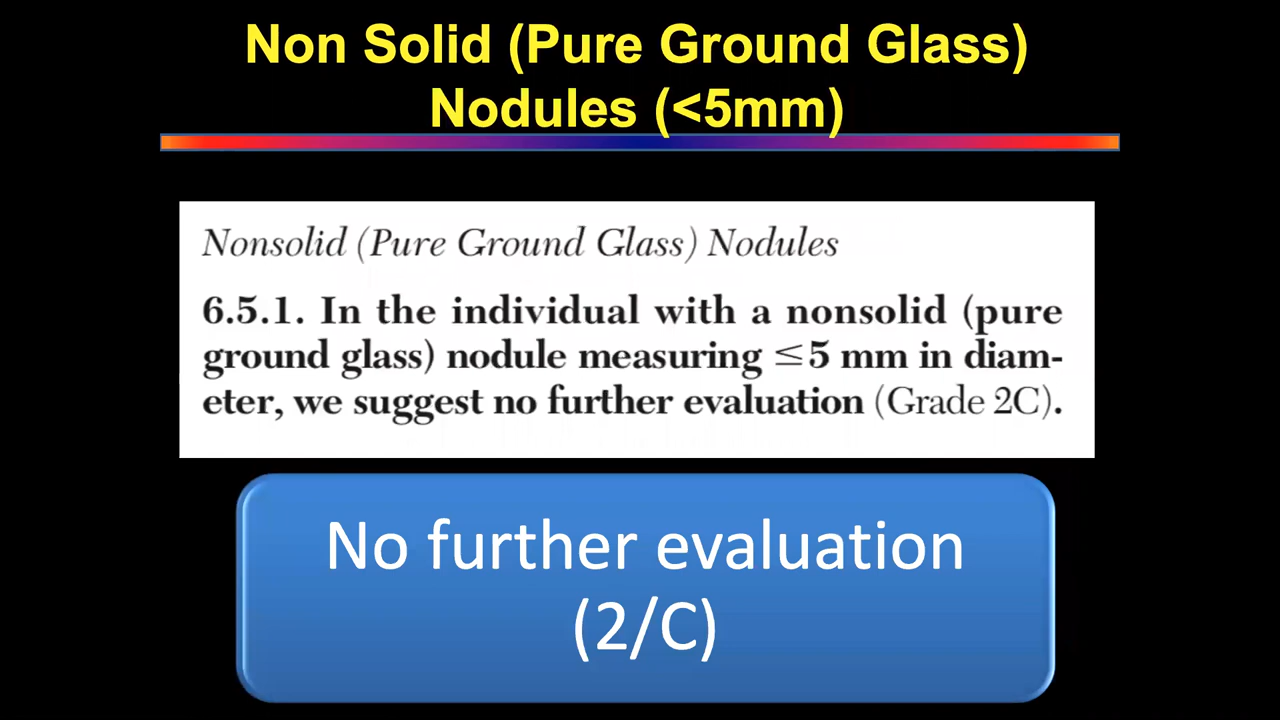 Non Solid (Pure Ground Glass)
Nodules (<5mm)
Nonsolid (Pure Ground Glass) Nodules
6.5.1. In the individual with a nonsolid (pure
ground glass) nodule measuring ≤5 mm in diam-
eter, we suggest no further evaluation (Grade 2C).
No further evaluation
(2/C)